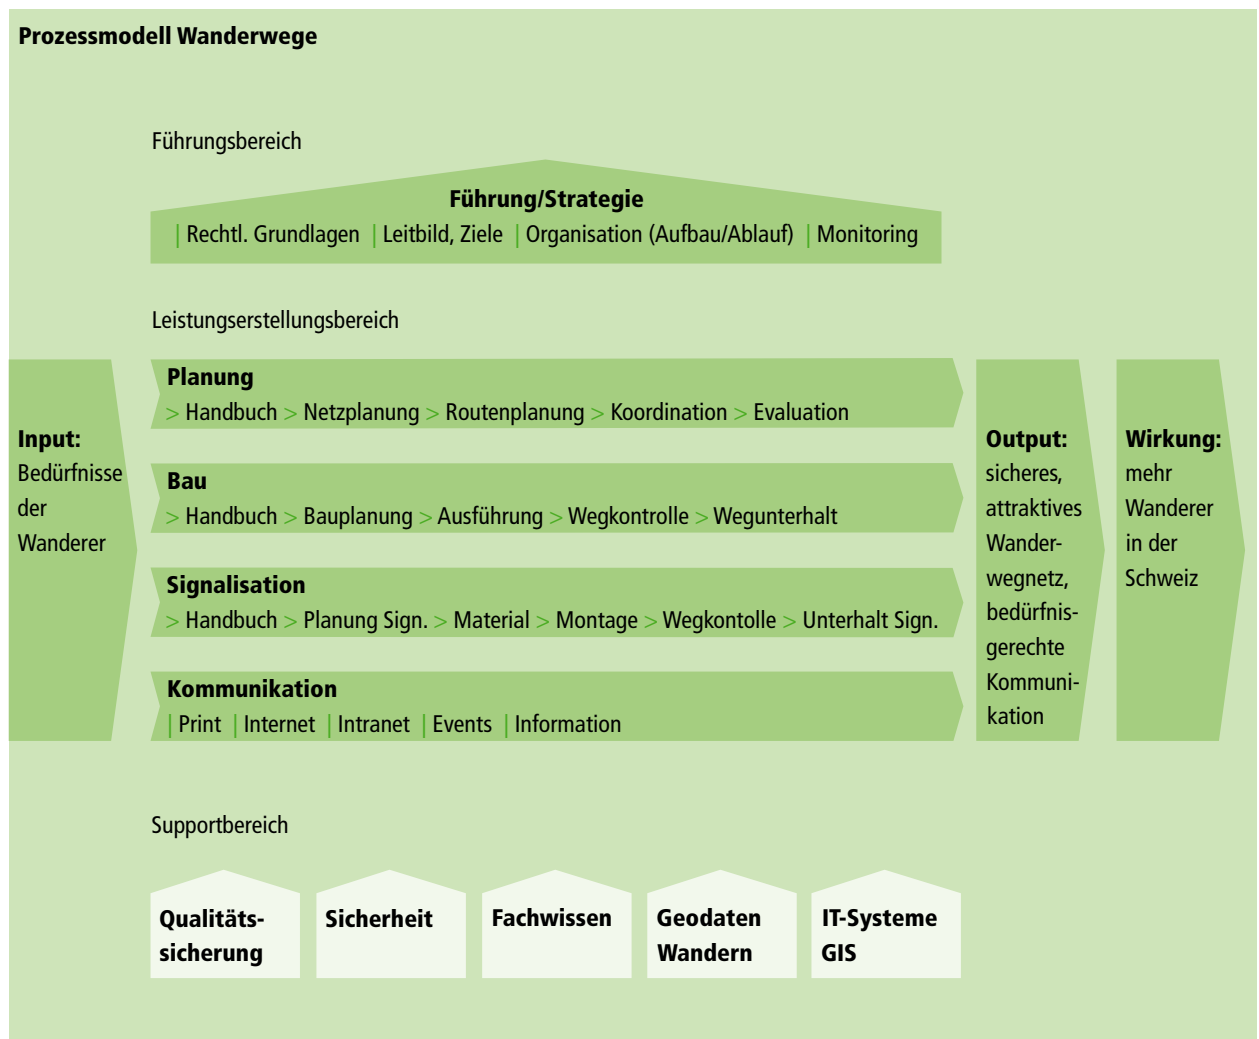 Prozessmodell Wanderwege
Führungsbereich
Führung/Strategie
| Rechtl. Grundlagen | Leitbild, Ziele | Organisation (Aufbau/Ablauf) | Monitoring
Leistungserstellungsbereich
Input:
Bedürfnisse
der
Wanderer
Planung
> Handbuch > Netzplanung > Routenplanung > Koordination > Evaluation
Bau
> Handbuch > Bauplanung > Ausführung > Wegkontrolle > Wegunterhalt
Signalisation
> Handbuch > Planung Sign. > Material > Montage > Wegkontolle > Unterhalt Sign.
Kommunikation
| Print | Internet | Intranet | Events | Information
Output:
sicheres,
attraktives
Wander-
wegnetz,
bedürfnis-
gerechte
Kommuni-
kation
Wirkung:
mehr
Wanderer
in der
Schweiz
Supportbereich
Qualitäts-
sicherung
Sicherheit
Fachwissen
Geodaten
Wandern
IT-Systeme
GIS